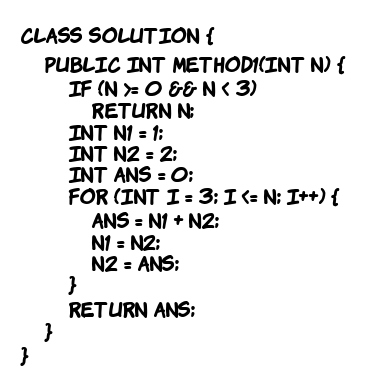 CLASS SOLUTION {
PUBLIC INT METHOD1(INT N) {
IF (N >= 0 && N < 3)
RETURN N;
INT N1 = 1;
INT N2 = 2;
INT ANS = 0;
FOR (INT I = 3; I <= N; I++) {
ANS = N1 + N2;
N1 = N2;
N2 = ANS;
}
RETURN ANS;
}
}